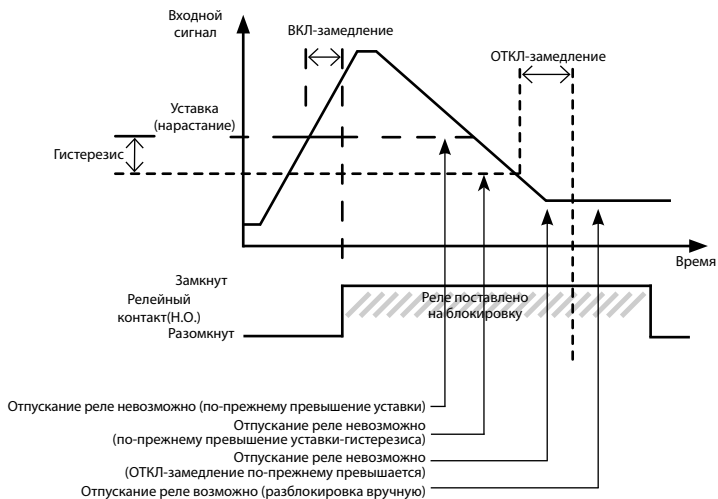 Входной
сигнал
ВКЛ-замедление
ОТКЛ-замедление
Уставка
(нарастание)
Гистерезис
Время
Замкнут
Релейный
контакт(Н.О.)
Разомкнут
Реле поставлено
на блокировку
Отпускание реле невозможно (по-прежнему превышение уставки)
Отпускание реле невозможно
(по-прежнему превышение уставки-гистерезиса)
Отпускание реле невозможно
(ОТКЛ-замедление по-прежнему превышается)
Отпускание реле возможно (разблокировка вручную)